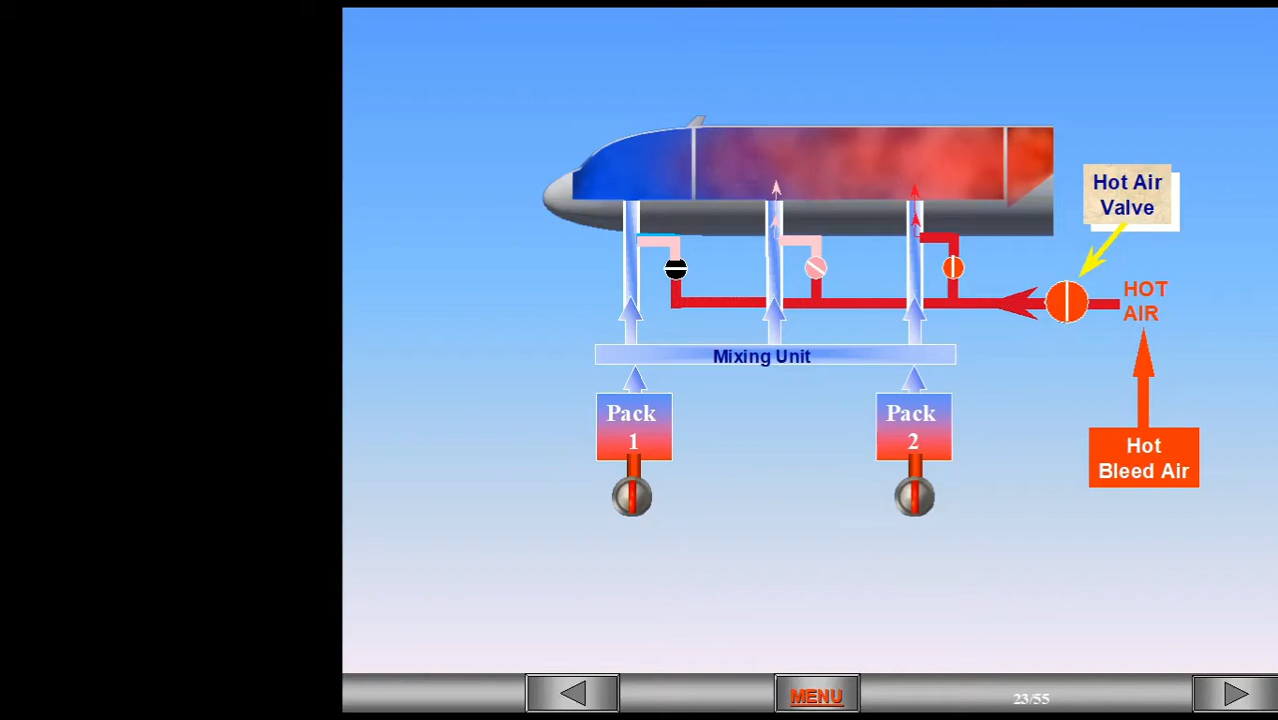 Hot Air
Valve
HOT
AIR
Mixing Unit
Pack
1
Pack
2
Hot
Bleed Air
MENU
23/55